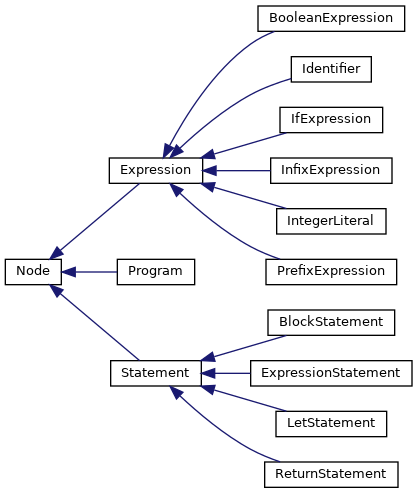 BooleanExpression
Identifier
IfExpression
Expression
InfixExpression
IntegerLiteral
Node
Program
PrefixExpression
BlockStatement
Statement
ExpressionStatement
LetStatement
ReturnStatement